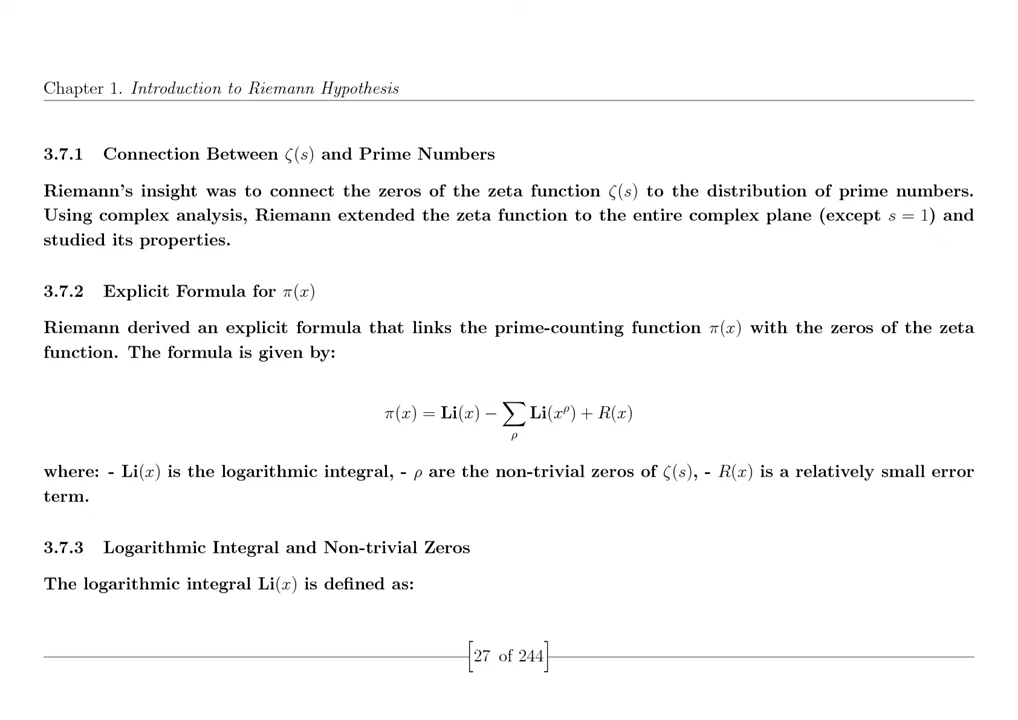 Chapter 1. Introduction to Riemann Hypothesis
3.7.1 Connection Between ζ(s) and Prime Numbers
Riemann's insight was to connect the zeros of the zeta function ζ(s) to the distribution of prime numbers.
Using complex analysis, Riemann extended the zeta function to the entire complex plane (except s = 1) and
studied its properties.
3.7.2 Explicit Formula for π(x)
Riemann derived an explicit formula that links the prime-counting function π(x) with the zeros of the zeta
function. The formula is given by:
π(x) = Li(x) − ∑ρ Li(x^ρ) + R(x)
where: - Li(x) is the logarithmic integral, - ρ are the non-trivial zeros of ζ(s), - R(x) is a relatively small error
term.
3.7.3 Logarithmic Integral and Non-trivial Zeros
The logarithmic integral Li(x) is defined as:
[27 of 244]